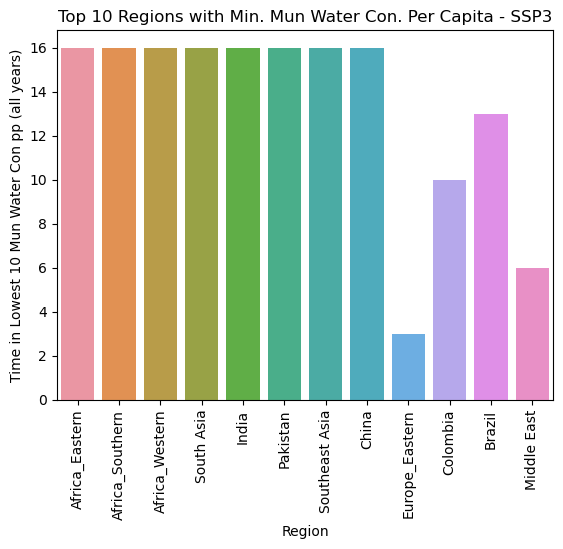 Top 10 Regions with Min. Mun Water Con. Per Capita - SSP3
Time in Lowest 10 Mun Water Con pp (all years)
16
14
12
10
8
6
4
2
0
Africa_Eastern
Africa_Southern
Africa_Western
South Asia
India
Pakistan
Southeast Asia
China
Europe_Eastern
Colombia
Brazil
Middle East
Region